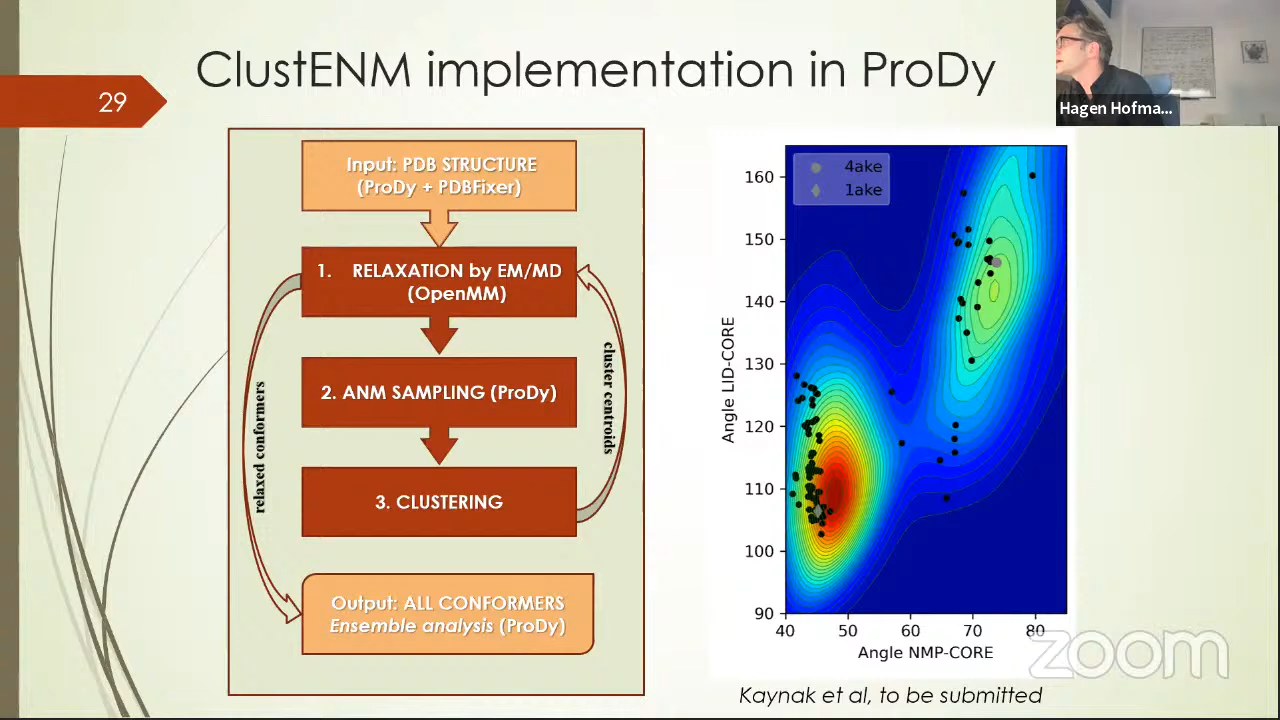 ClustENM implementation in ProDy
29
Hagen Hofma...
Input: PDB STRUCTURE
(ProDy + PDBFixer)
1. RELAXATION by EM/MD
(OpenMM)
2. ANM SAMPLING (ProDy)
3. CLUSTERING
relaxed conformers
cluster centroids
Output: ALL CONFORMERS
Ensemble analysis (ProDy)
4ake
1ake
160
150
140
130
120
110
100
90
Angle LID-CORE
40 50 60 70 80
Angle NMP-CORE
zoom
Kaynak et al, to be submitted